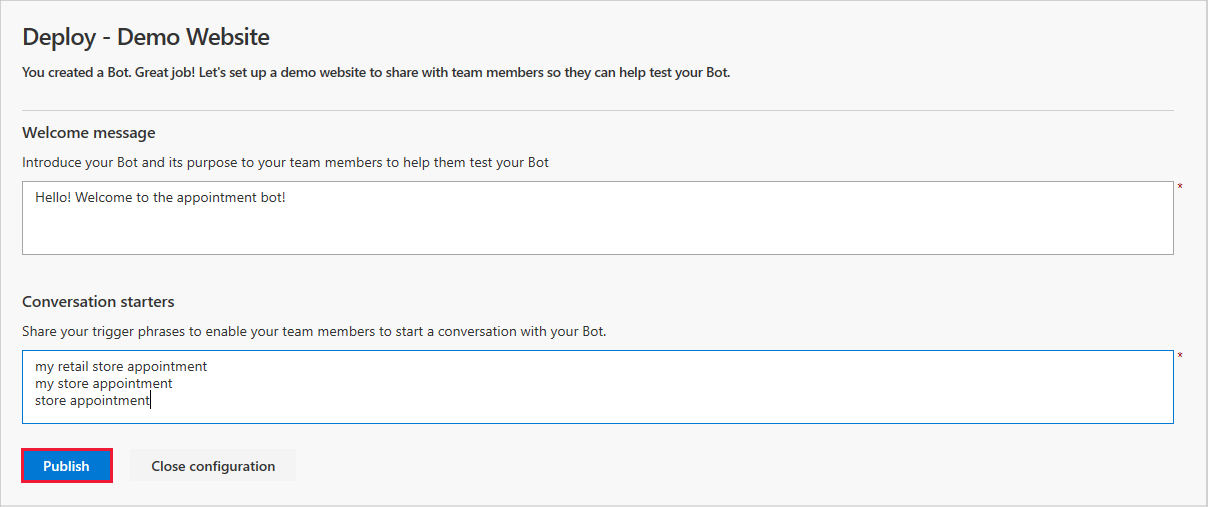 Deploy - Demo Website
You created a Bot. Great job! Let's set up a demo website to share with team members so they can help test your Bot.
Welcome message
Introduce your Bot and its purpose to your team members to help them test your Bot
Hello! Welcome to the appointment bot!
*
Conversation starters
Share your trigger phrases to enable your team members to start a conversation with your Bot.
*
my retail store appointment
my store appointment
store appointment
Publish Close configuration